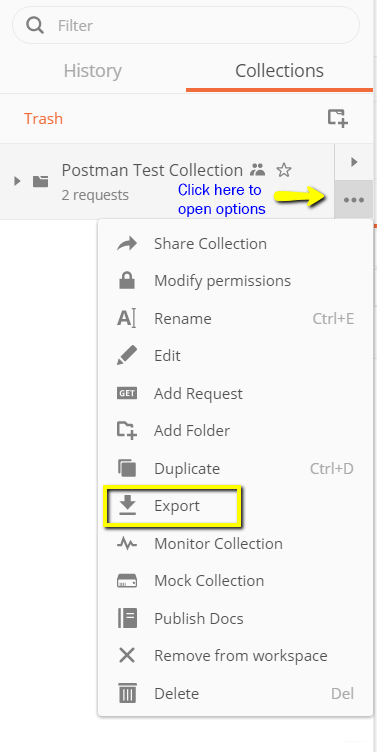 Filter
History Collections
Trash
Postman Test Collection
2 requests
Click here to
open options
Share Collection
Modify permissions
Rename Ctrl+E
Edit
GET Add Request
Add Folder
Duplicate Ctrl+D
Export
Monitor Collection
Mock Collection
Publish Docs
Remove from workspace
Delete Del